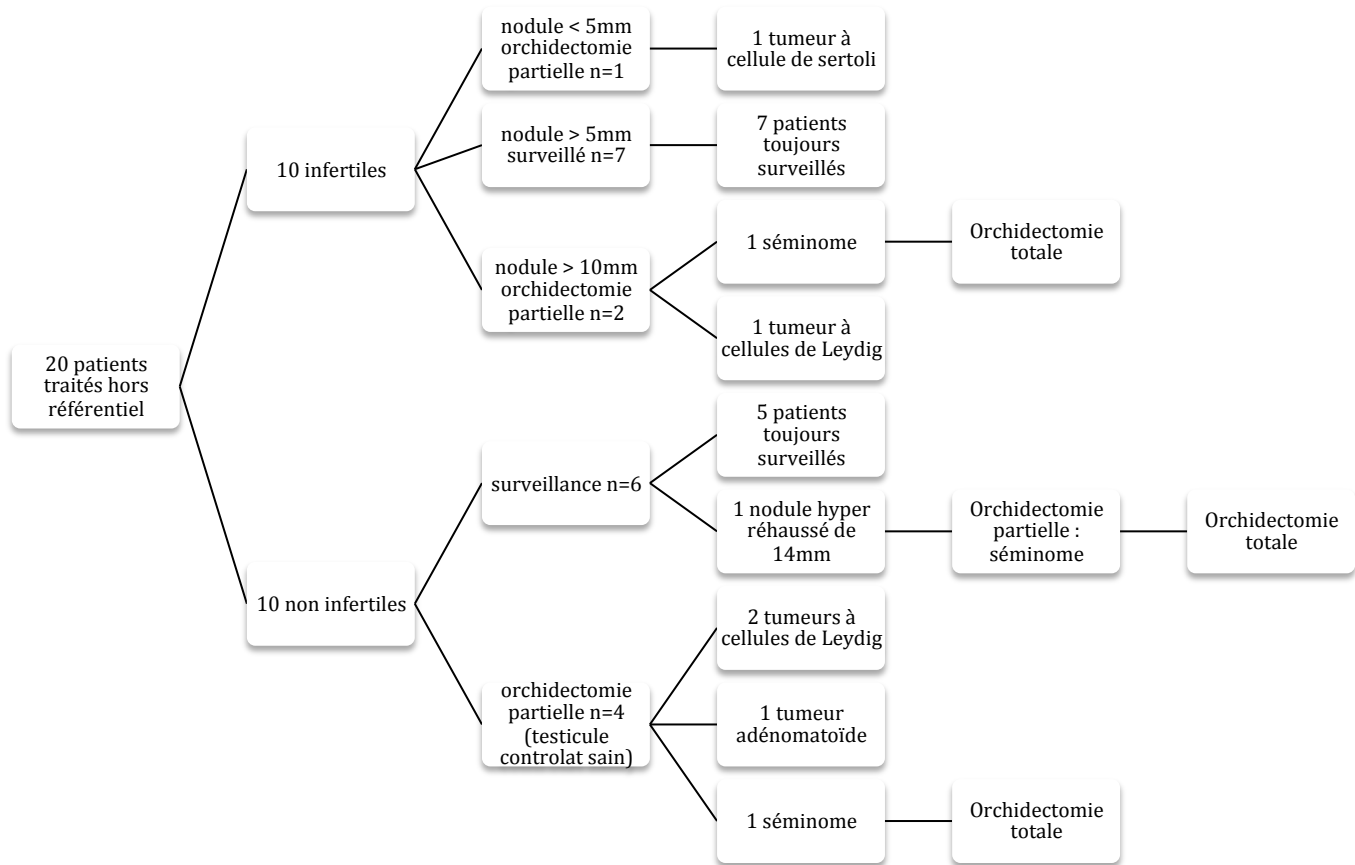 20 patients
traités hors
référentiel
10 infertiles
nodule < 5mm
orchidectomie
partielle n=1
1 tumeur à
cellule de sertoli
nodule > 5mm
surveillé n=7
7 patients
toujours
surveillés
nodule > 10mm
orchidectomie
partielle n=2
1 séminome
Orchidectomie
totale
1 tumeur à
cellules de Leydig
10 non infertiles
surveillance n=6
5 patients
toujours
surveillés
1 nodule hyper
réhaussé de
14mm
Orchidectomie
partielle :
séminome
Orchidectomie
totale
orchidectomie
partielle n=4
(testicule
controlat sain)
2 tumeurs à
cellules de Leydig
1 tumeur
adénomatoïde
1 séminome
Orchidectomie
totale